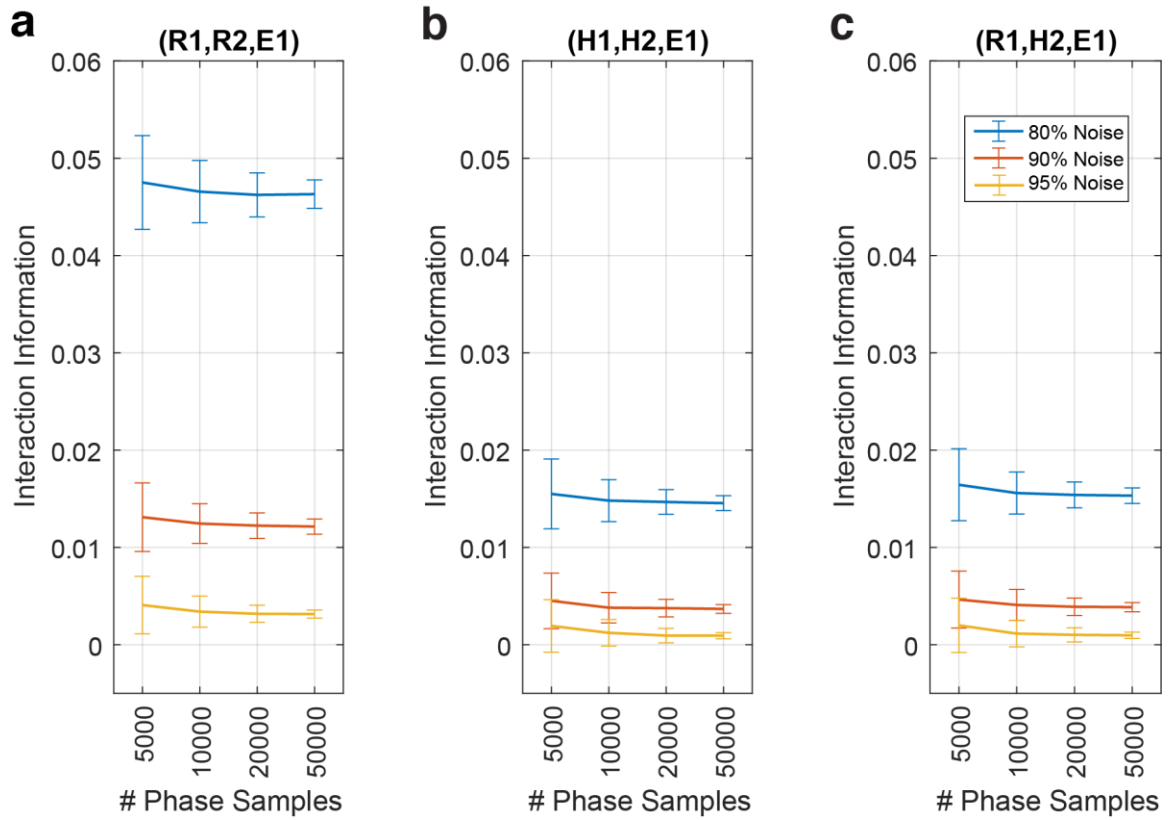 a
(R1,R2,E1)
0.06
0.05
0.04
0.03
0.02
0.01
0
Interaction Information
5000
10000
20000
50000
# Phase Samples
b
(H1,H2,E1)
0.06
0.05
0.04
0.03
0.02
0.01
0
Interaction Information
5000
10000
20000
50000
# Phase Samples
c
(R1,H2,E1)
0.06
0.05
0.04
0.03
0.02
0.01
0
Interaction Information
80% Noise
90% Noise
95% Noise
5000
10000
20000
50000
# Phase Samples